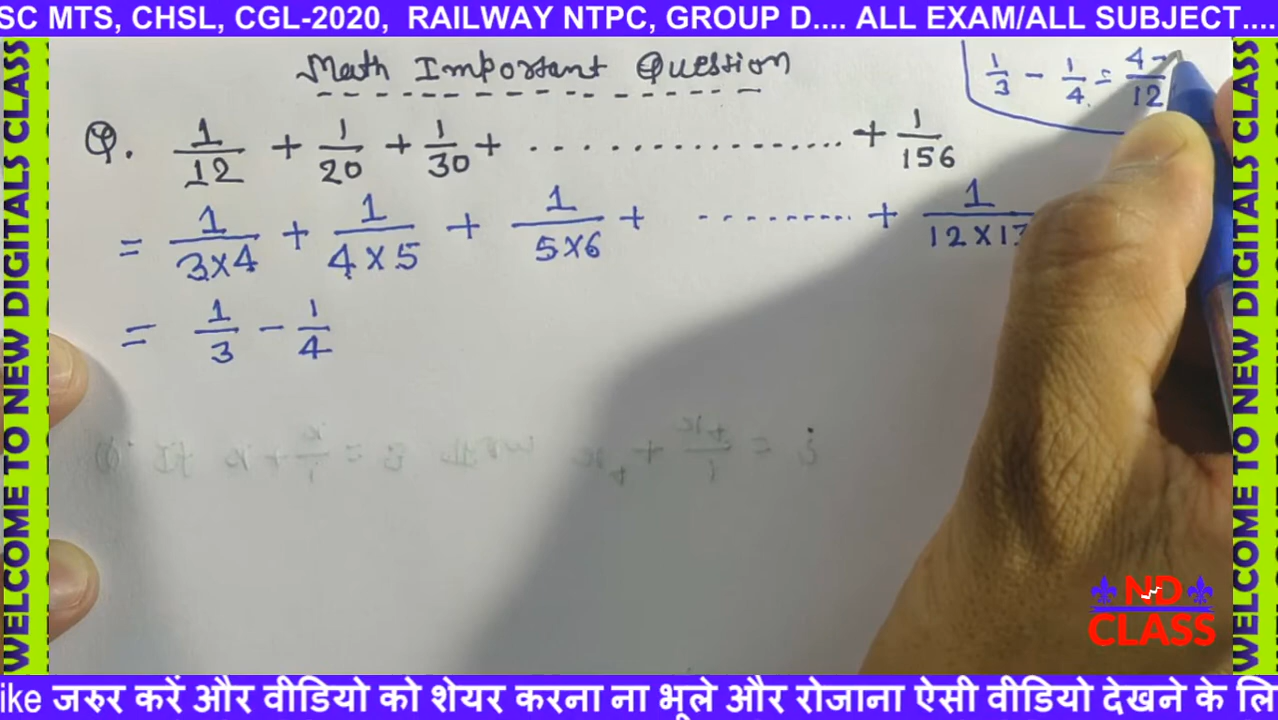 SC MTS, CHSL, CGL-2020, RAILWAY NTPC, GROUP D.... ALL EXAM/ALL SUBJECT....
WELCOME TO NEW DIGITALS CLASS
Math Important Question
1/3 - 1/4 = 4-/12
Q. 1/12 + 1/20 + 1/30 + ................. + 1/156
= 1/3×4 + 1/4×5 + 1/5×6 + --------- + 1/12×13
= 1/3 - 1/4
ND
CLASS
WELCOME TO NEW DIGITALS CLASS
ike जरुर करें और वीडियो को शेयर करना ना भूले और रोजाना ऐसी वीडियो देखने के लि